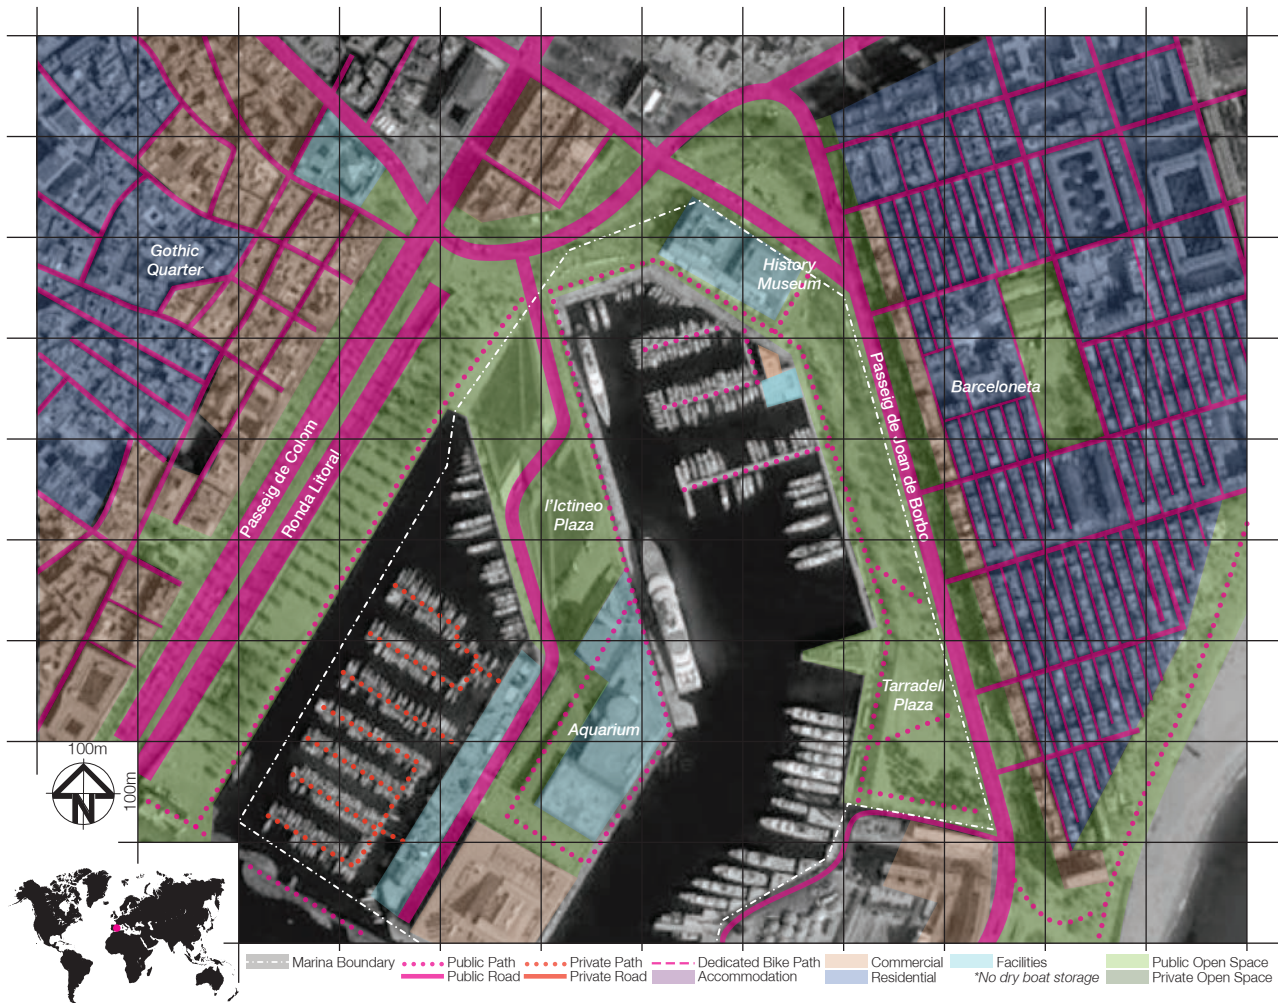 Gothic
Quarter
History
Museum
Passeig de Joan de Borbo
Barceloneta
Passeig de Colom
Ronda Litoral
l'Ictineo
Plaza
Tarradell
Plaza
Aquarium
100m
100m
N
Marina Boundary
Public Path
Public Road
Private Path
Private Road
Dedicated Bike Path
Accommodation
Commercial
Residential
Facilities
*No dry boat storage
Public Open Space
Private Open Space